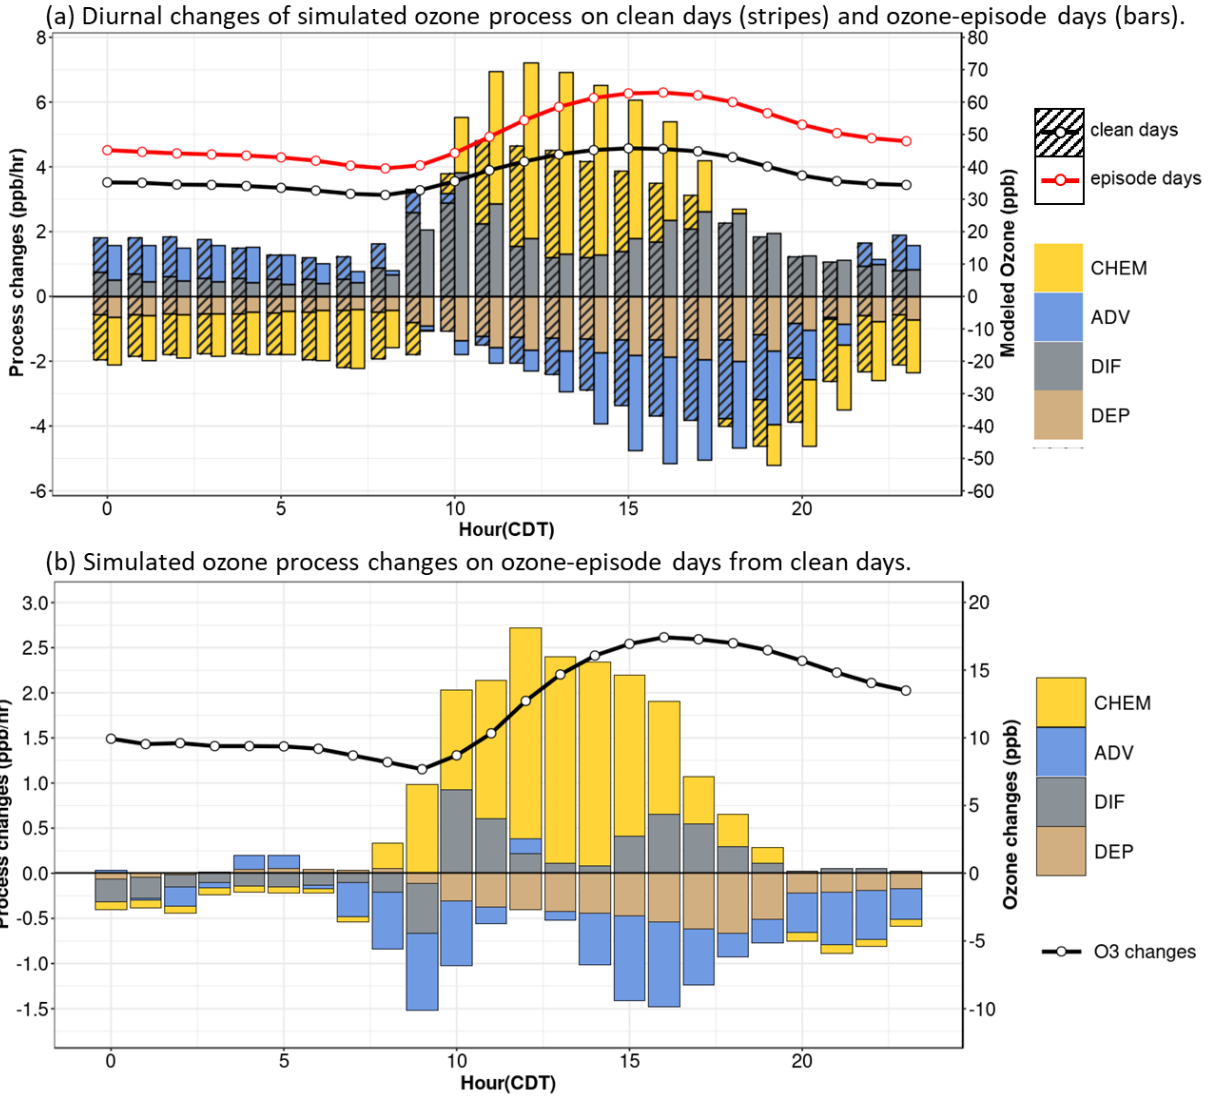 (a) Diurnal changes of simulated ozone process on clean days (stripes) and ozone-episode days (bars).
8
6
4
2
0
-2
-4
-6
Process changes (ppb/hr)
80
70
60
50
40
30
20
10
0
-10
-20
-30
-40
-50
-60
Modeled Ozone (ppb)
0
5
10
15
20
Hour(CDT)
clean days
episode days
CHEM
ADV
DIF
DEP
(b) Simulated ozone process changes on ozone-episode days from clean days.
3.0
2.5
2.0
1.5
1.0
0.5
0.0
-0.5
-1.0
-1.5
Process changes (ppb/hr)
20
15
10
5
0
-5
-10
Ozone changes (ppb)
0
5
10
15
20
Hour(CDT)
CHEM
ADV
DIF
DEP
O3 changes